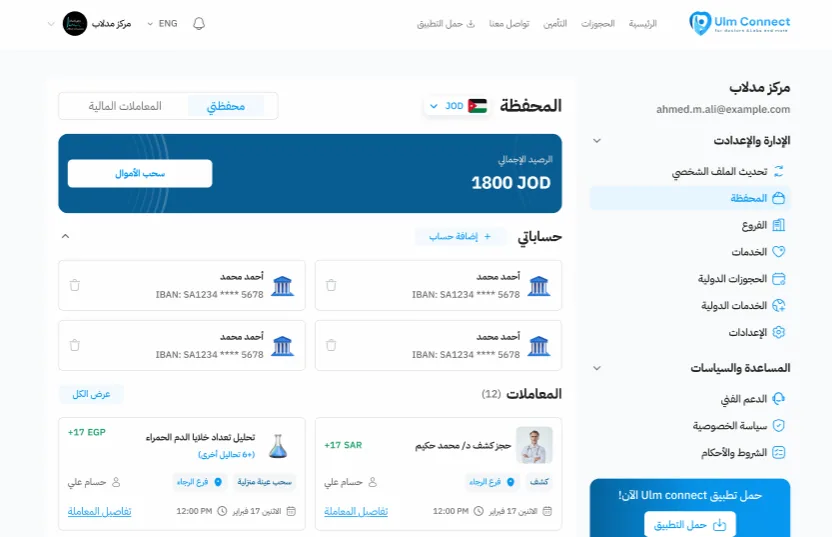 Ulm Connect
for doctors Arabs and more
الرئيسية
الحجوزات
التأمين
تواصل معنا
حمل التطبيق
ENG
مركز مدلاب
مركز مدلاب
ahmed.m.ali@example.com
الإدارة والإعدادت
تحديث الملف الشخصي
المحفظة
الفروع
الخدمات
الحجوزات الدولية
الخدمات الدولية
الإعدادات
المساعدة والسياسات
الدعم الفني
سياسة الخصوصية
الشروط والأحكام
حمل تطبيق Ulm connect الآن!
حمل التطبيق
المحفظة
JOD
محفظتي
المعاملات المالية
الرصيد الإجمالي
1800 JOD
سحب الأموال
حساباتي
+ إضافة حساب
أحمد محمد
IBAN: SA1234 **** 5678
أحمد محمد
IBAN: SA1234 **** 5678
أحمد محمد
IBAN: SA1234 **** 5678
أحمد محمد
IBAN: SA1234 **** 5678
المعاملات (12)
عرض الكل
حجز كشف د/ محمد حكيم
+17 SAR
كشف
فرع الرجاء
حسام علي
الاثنين 17 فبراير
12:00 PM
تفاصيل المعاملة
تحليل تعداد خلايا الدم الحمراء
(+6 تحاليل أخرى)
+17 EGP
سحب عينة منزلية
فرع الرجاء
حسام علي
الاثنين 17 فبراير
12:00 PM
تفاصيل المعاملة